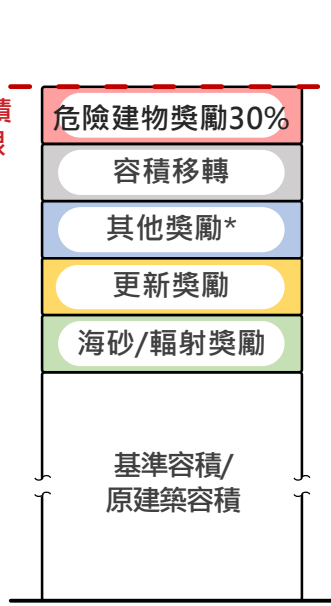 積
危險建物獎勵30%
容積移轉
其他獎勵*
更新獎勵
海砂/輻射獎勵
基準容積/
原建築容積